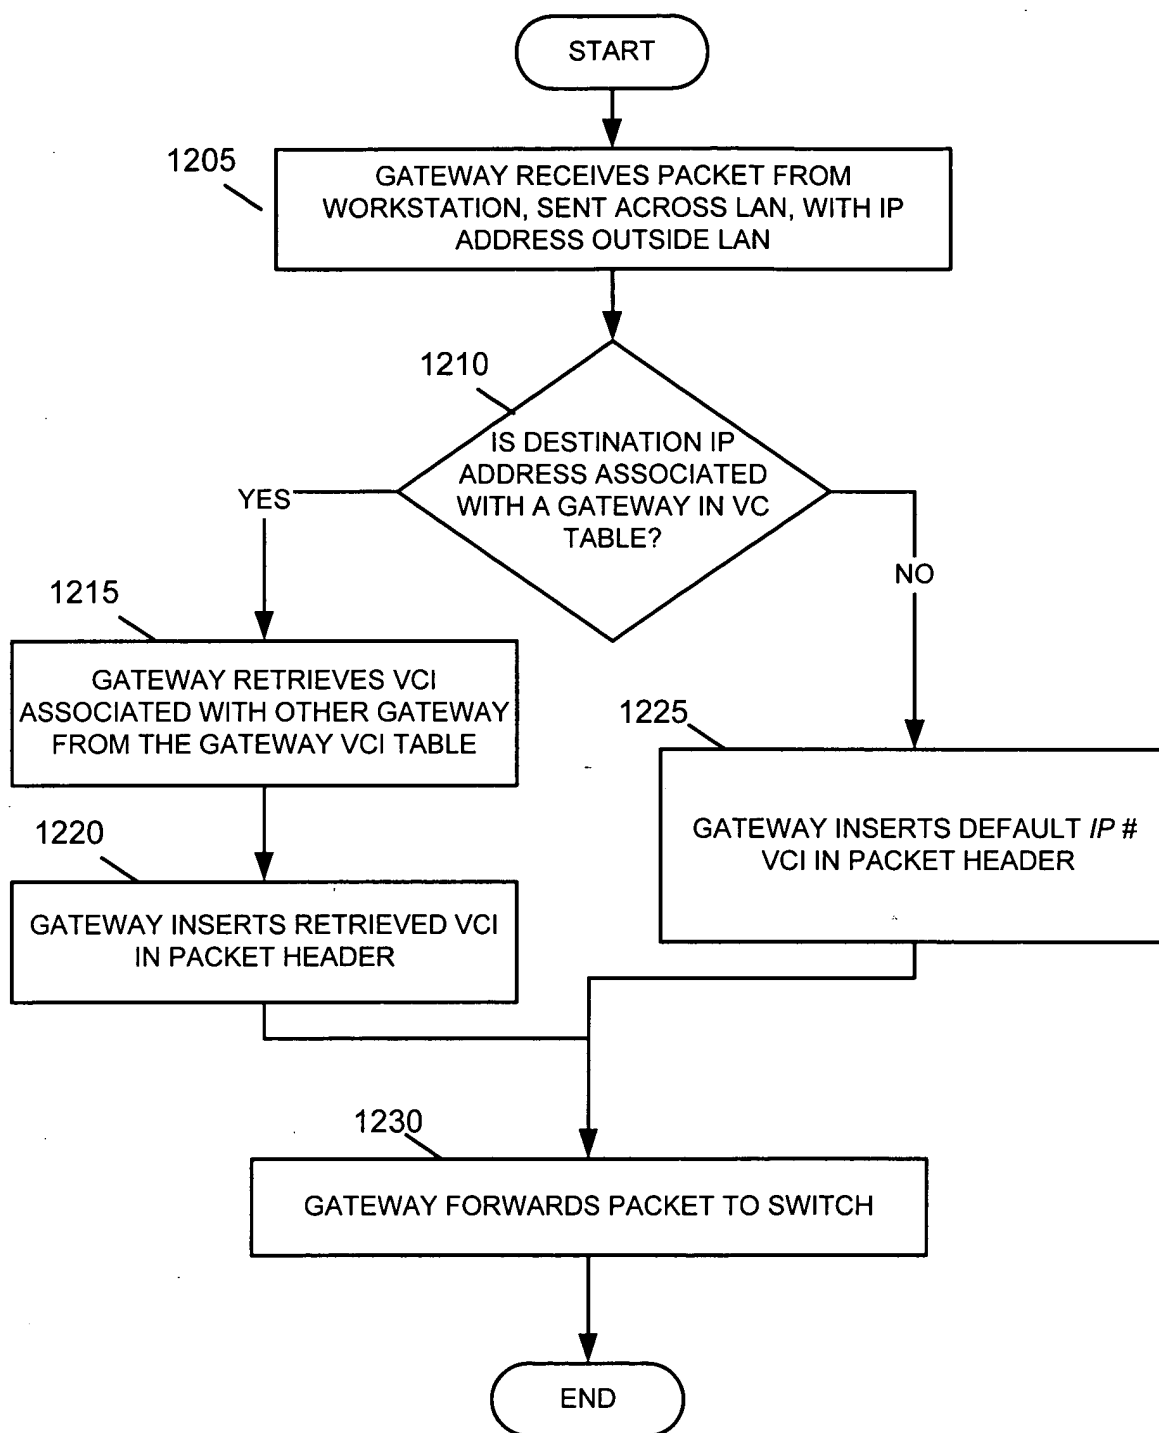 START
1205
GATEWAY RECEIVES PACKET FROM
WORKSTATION, SENT ACROSS LAN, WITH IP
ADDRESS OUTSIDE LAN
1210
IS DESTINATION IP
ADDRESS ASSOCIATED
WITH A GATEWAY IN VC
TABLE?
YES
NO
1215
GATEWAY RETRIEVES VCI
ASSOCIATED WITH OTHER GATEWAY
FROM THE GATEWAY VCI TABLE
1220
GATEWAY INSERTS RETRIEVED VCI
IN PACKET HEADER
1225
GATEWAY INSERTS DEFAULT IP #
VCI IN PACKET HEADER
1230
GATEWAY FORWARDS PACKET TO SWITCH
END